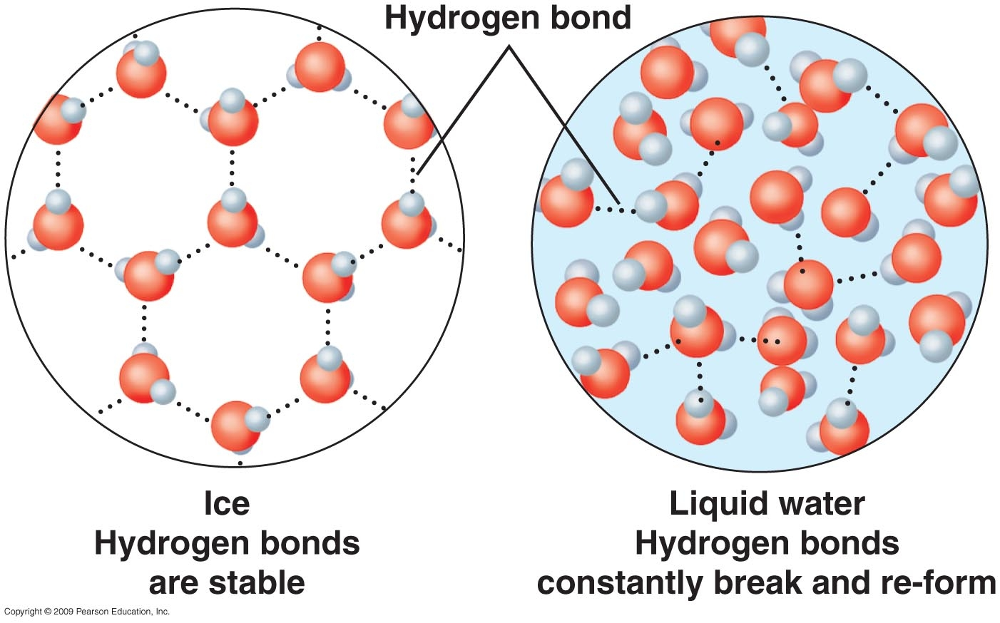 Hydrogen bond
Ice
Hydrogen bonds
are stable
Liquid water
Hydrogen bonds
constantly break and re-form
Copyright © 2009 Pearson Education, Inc.